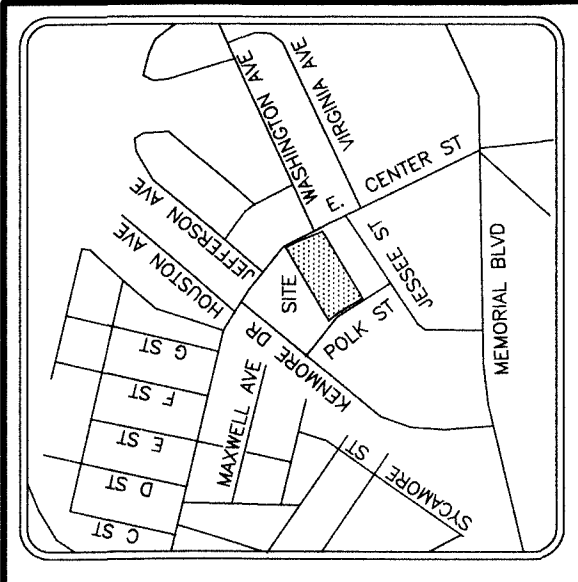 WASHINGTON AVE
VIRGINIA AVE
E. CENTER ST
JEFFERSON AVE
HOUSTON AVE
SITE
JESSEE ST
POLK ST
KENMORE DR
MEMORIAL BLVD
G ST
F ST
E ST
D ST
C ST
MAXWELL AVE
SYCAMORE ST